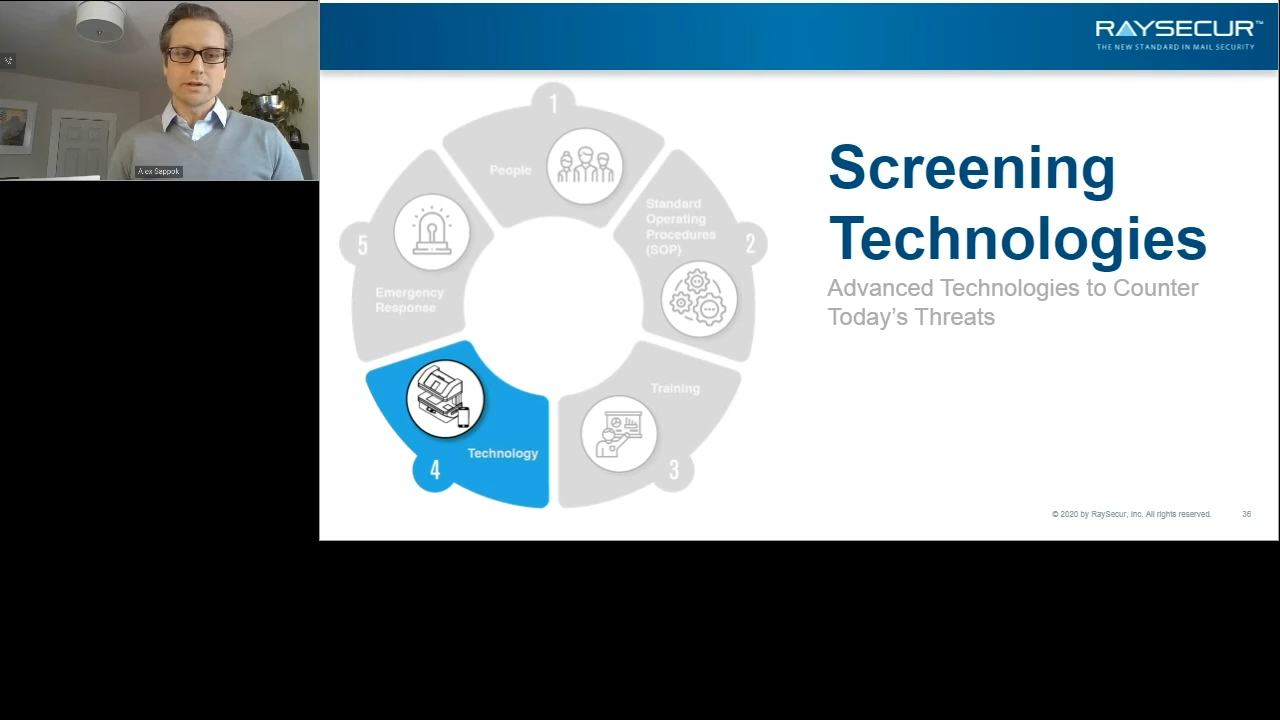 Alex Sappok
RAYSECUR™
THE NEW STANDARD IN MAIL SECURITY
1
People
Standard
Operating
Procedures
(SOP)
2
Training
3
Technology
4
Emergency
Response
5
Screening
Technologies
Advanced Technologies to Counter
Today's Threats
© 2020 by RaySecur, Inc. All rights reserved.
36